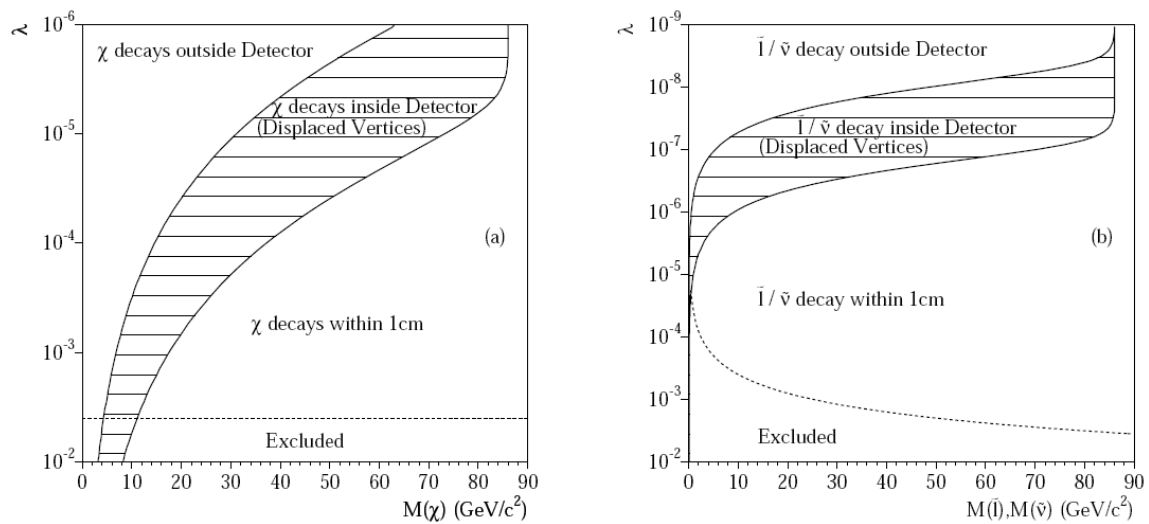 λ
10⁻⁶
10⁻⁵
10⁻⁴
10⁻³
10⁻²
χ decays outside Detector
χ decays inside Detector
(Displaced Vertices)
(a)
χ decays within 1cm
Excluded
0 10 20 30 40 50 60 70 80 90
M(χ) (GeV/c²)
λ
10⁻⁹
10⁻⁸
10⁻⁷
10⁻⁶
10⁻⁵
10⁻⁴
10⁻³
10⁻²
l̃ / ν̃ decay outside Detector
l̃ / ν̃ decay inside Detector
(Displaced Vertices)
(b)
l̃ / ν̃ decay within 1cm
Excluded
0 10 20 30 40 50 60 70 80 90
M(l̃),M(ν̃) (GeV/c²)